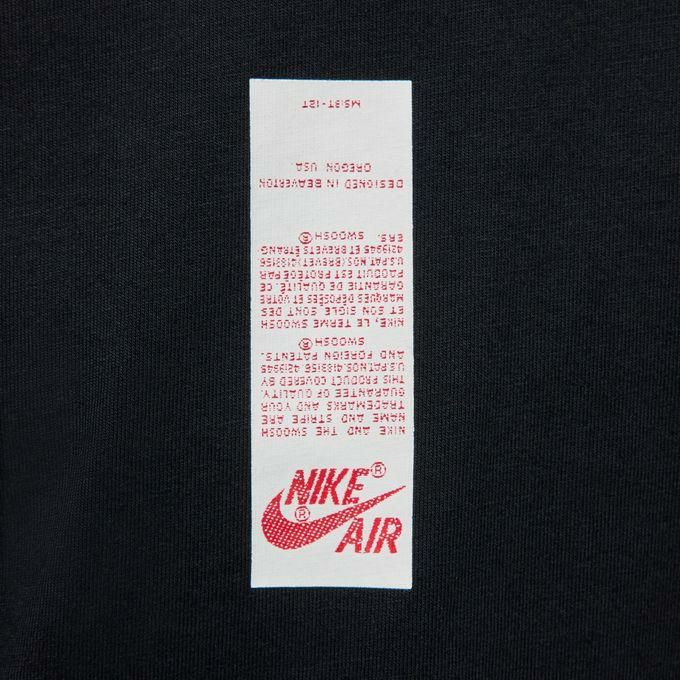 NIKE®
® AIR
NIKE AND THE SWOOSH
NAME AND STRIPE ARE
TRADEMARKS AND YOUR
GUARANTEE OF QUALITY.
THIS PRODUCT COVERED BY
U.S.PAT.NOS.4183156 4219945
AND FOREIGN PATENTS.
SWOOSH ®
NIKE, LE TERME SWOOSH
ET SON SIGLE SONT DES
MARQUES DÉPOSÉES ET VOTRE
GARANTIE DE QUALITÉ. CE
PRODUIT EST PROTÉGÉ PAR
U.S.PAT.NOS.(BREVET) 4183156
4219945 ET BREVETS ÉTRANG
ERS.
SWOOSH ®
DESIGNED IN BEAVERTON
OREGON USA.